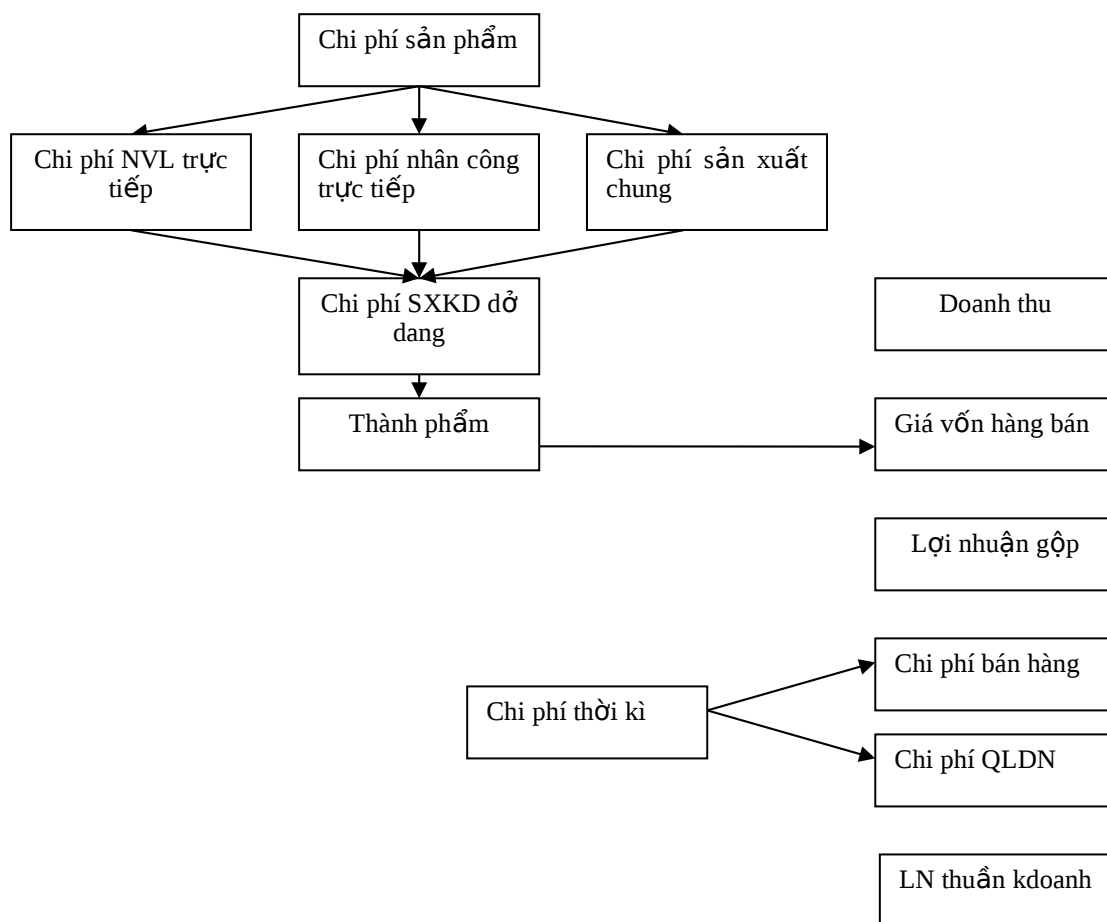 Chi phí sản phẩm
Chi phí NVL trực
tiếp
Chi phí nhân công
trực tiếp
Chi phí sản xuất
chung
Chi phí SXKD dở
dang
Doanh thu
Thành phẩm
Giá vốn hàng bán
Lợi nhuận gộp
Chi phí bán hàng
Chi phí thời kì
Chi phí QLDN
LN thuần kdoanh